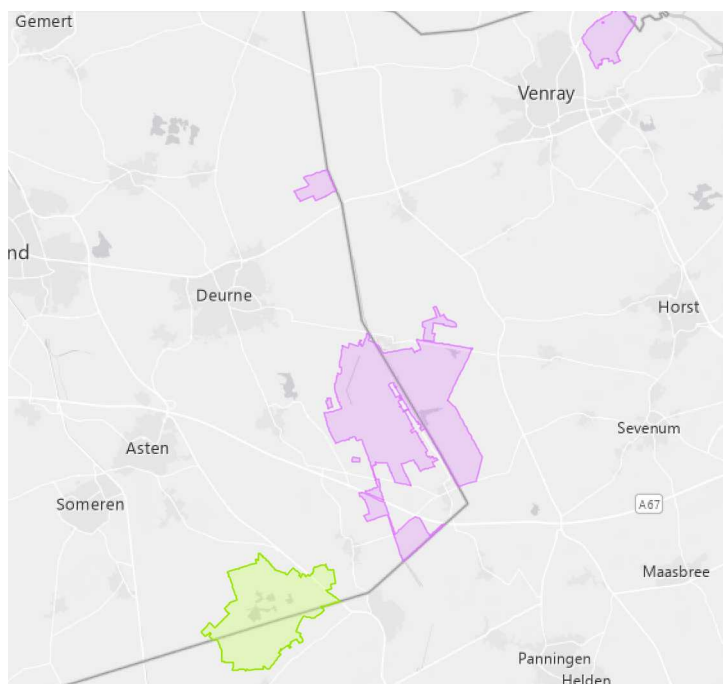 Gemert
Venray
nd
Deurne
Horst
Sevenum
Asten
Someren
A67
Maasbree
Panningen
Helden